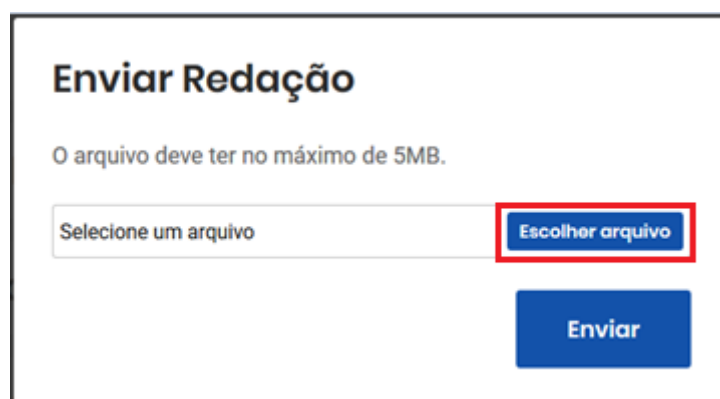 Enviar Redação
O arquivo deve ter no máximo de 5MB.
Selecione um arquivo Escolher arquivo
Enviar